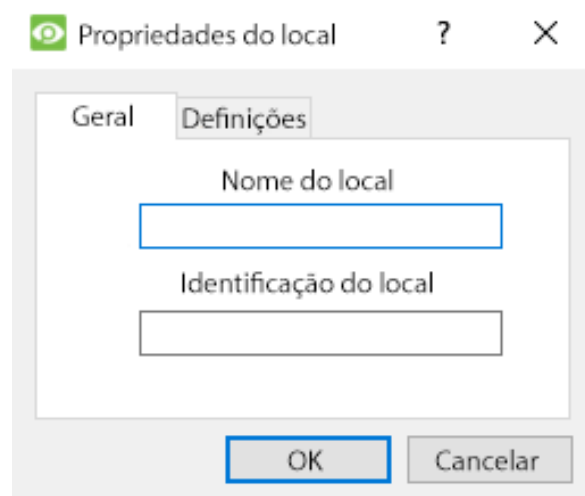 Propriedades do local ?
Geral Definições
Nome do local
Identificação do local
OK Cancelar